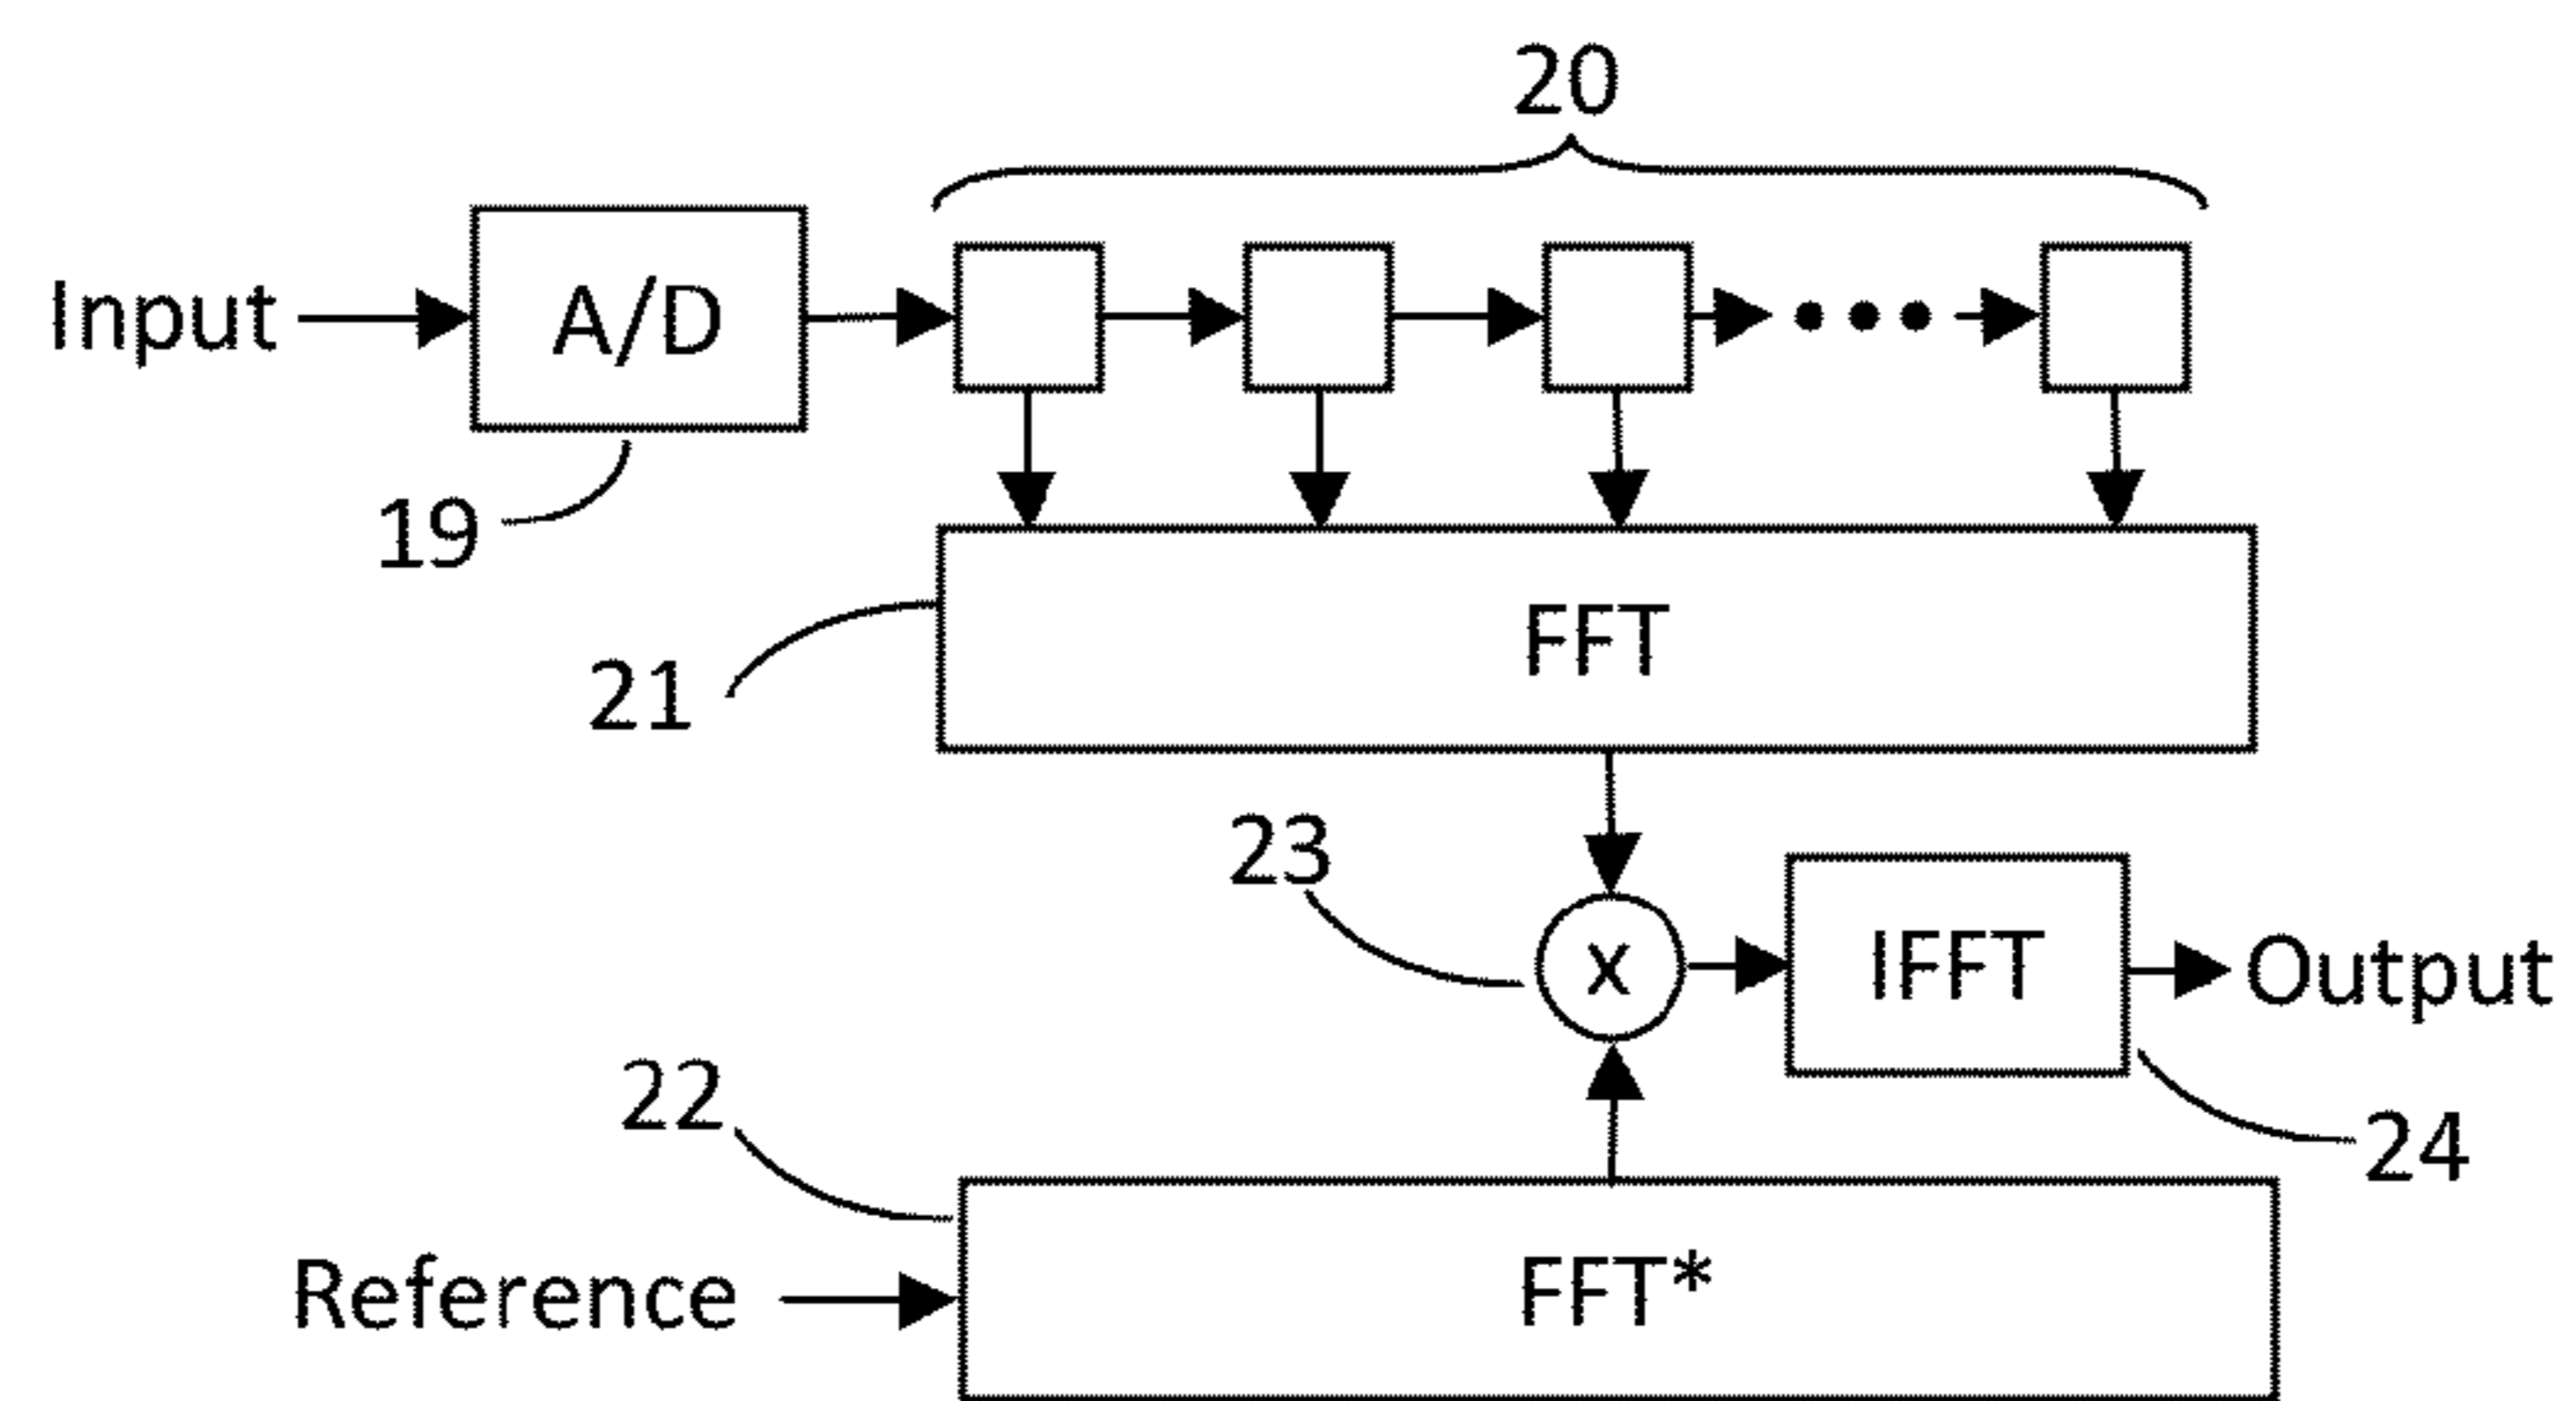 20
Input
A/D
19
FFT
21
23
x
IFFT
Output
22
24
Reference
FFT*